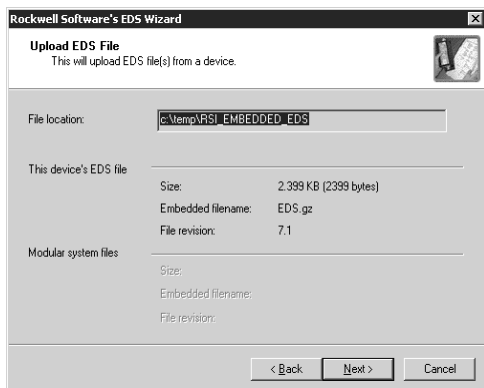 Rockwell Software's EDS Wizard
Upload EDS File
This will upload EDS file(s) from a device.
File location: c:\temp\RSI_EMBEDDED_EDS
This device's EDS file
Size: 2.399 KB (2399 bytes)
Embedded filename: EDS.gz
File revision: 7.1
Modular system files
Size:
Embedded filename:
File revision:
< Back Next > Cancel